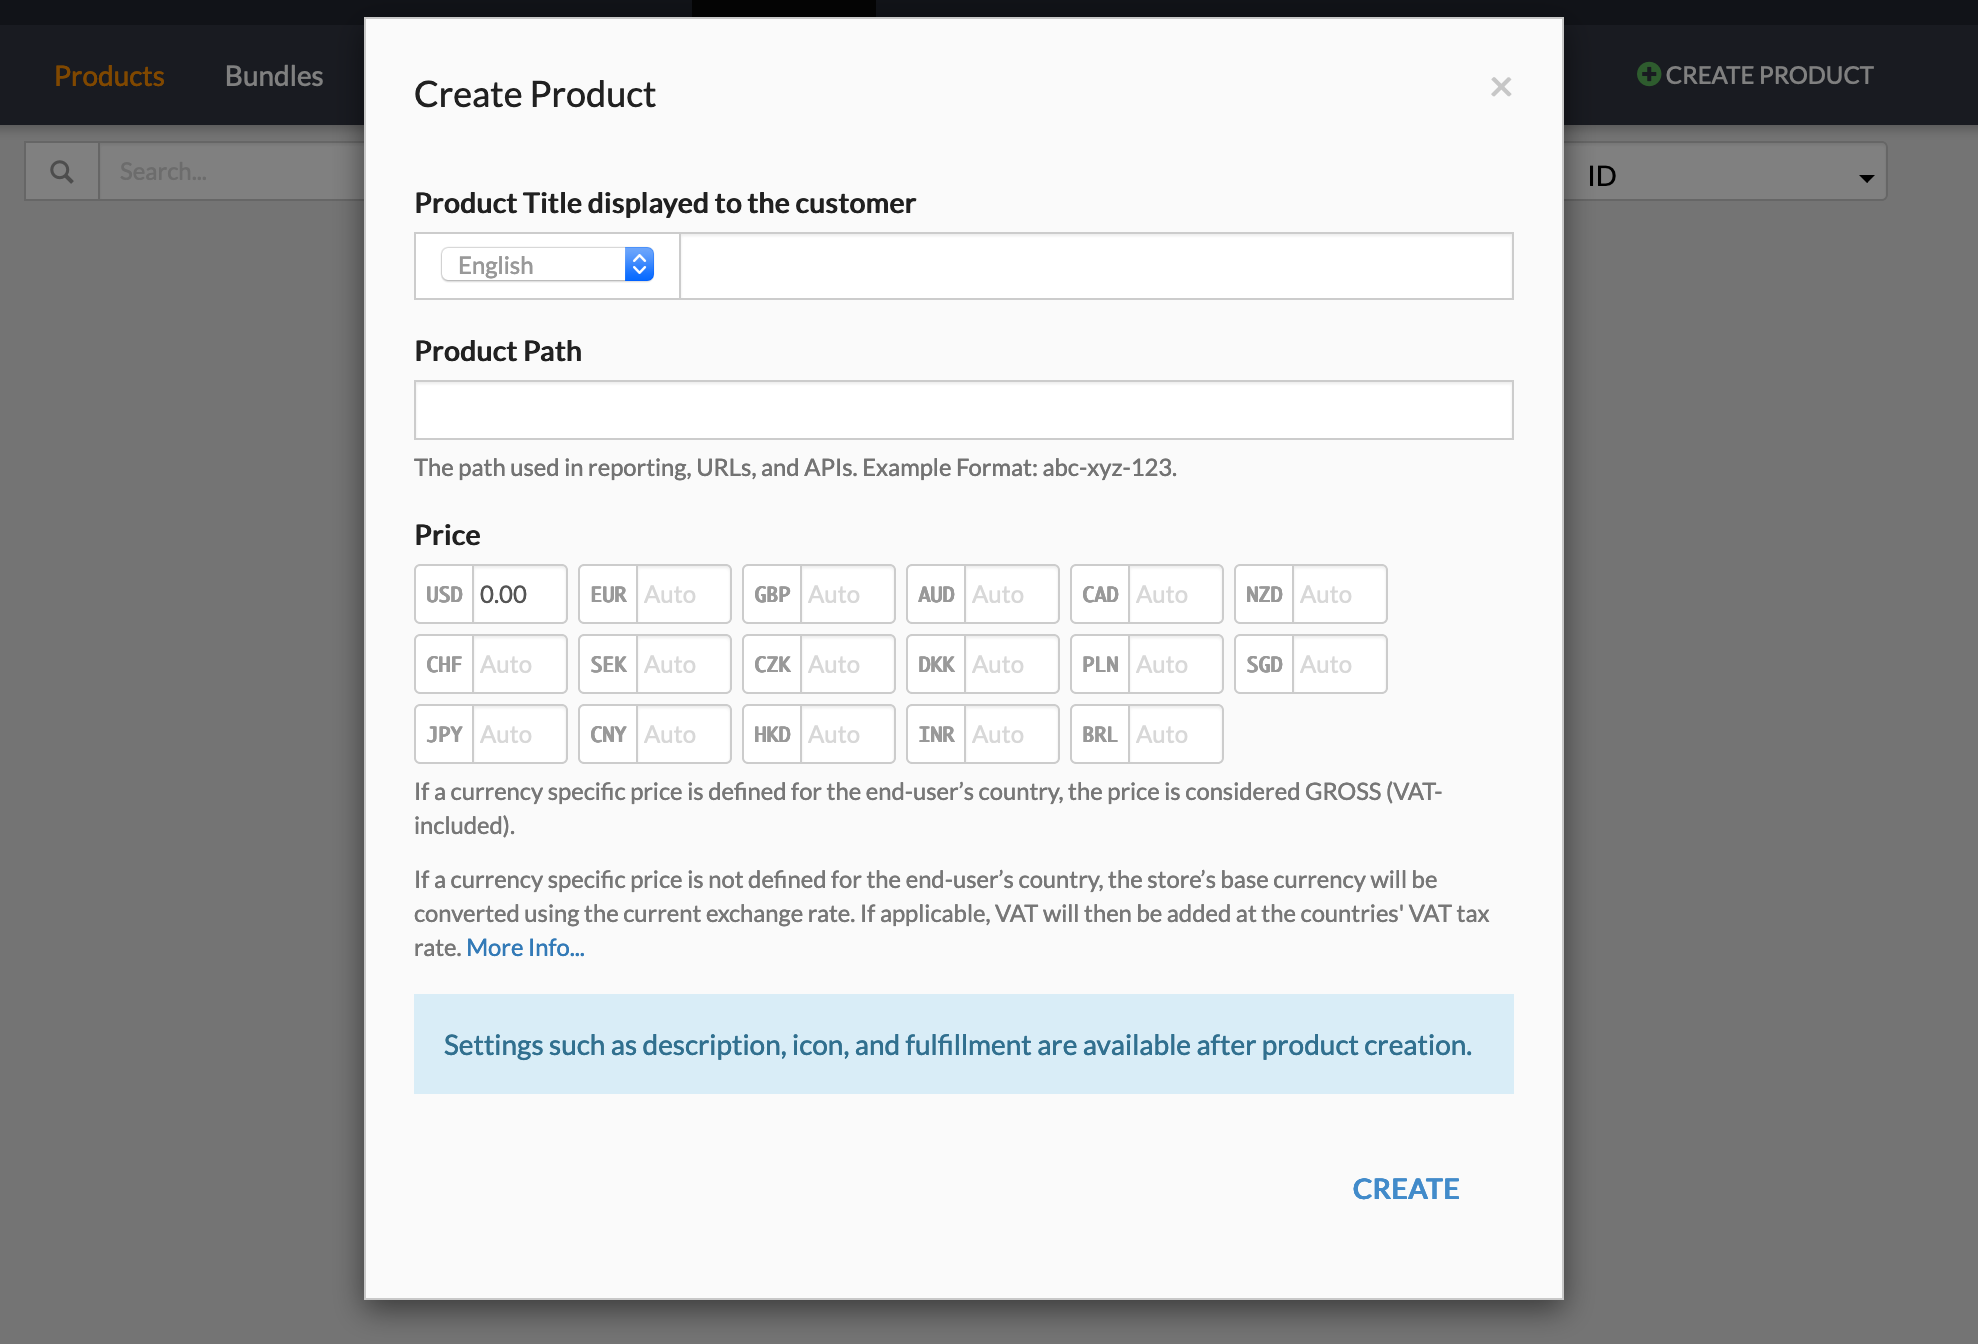 Products
Bundles
CREATE PRODUCT
Search...
ID
Create Product
×
Product Title displayed to the customer
English
Product Path
The path used in reporting, URLs, and APIs. Example Format: abc-xyz-123.
Price
USD 0.00 EUR Auto GBP Auto AUD Auto CAD Auto NZD Auto
CHF Auto SEK Auto CZK Auto DKK Auto PLN Auto SGD Auto
JPY Auto CNY Auto HKD Auto INR Auto BRL Auto
If a currency specific price is defined for the end-user’s country, the price is considered GROSS (VAT-
included).
If a currency specific price is not defined for the end-user’s country, the store’s base currency will be
converted using the current exchange rate. If applicable, VAT will then be added at the countries' VAT tax
rate. More Info...
Settings such as description, icon, and fulfillment are available after product creation.
CREATE